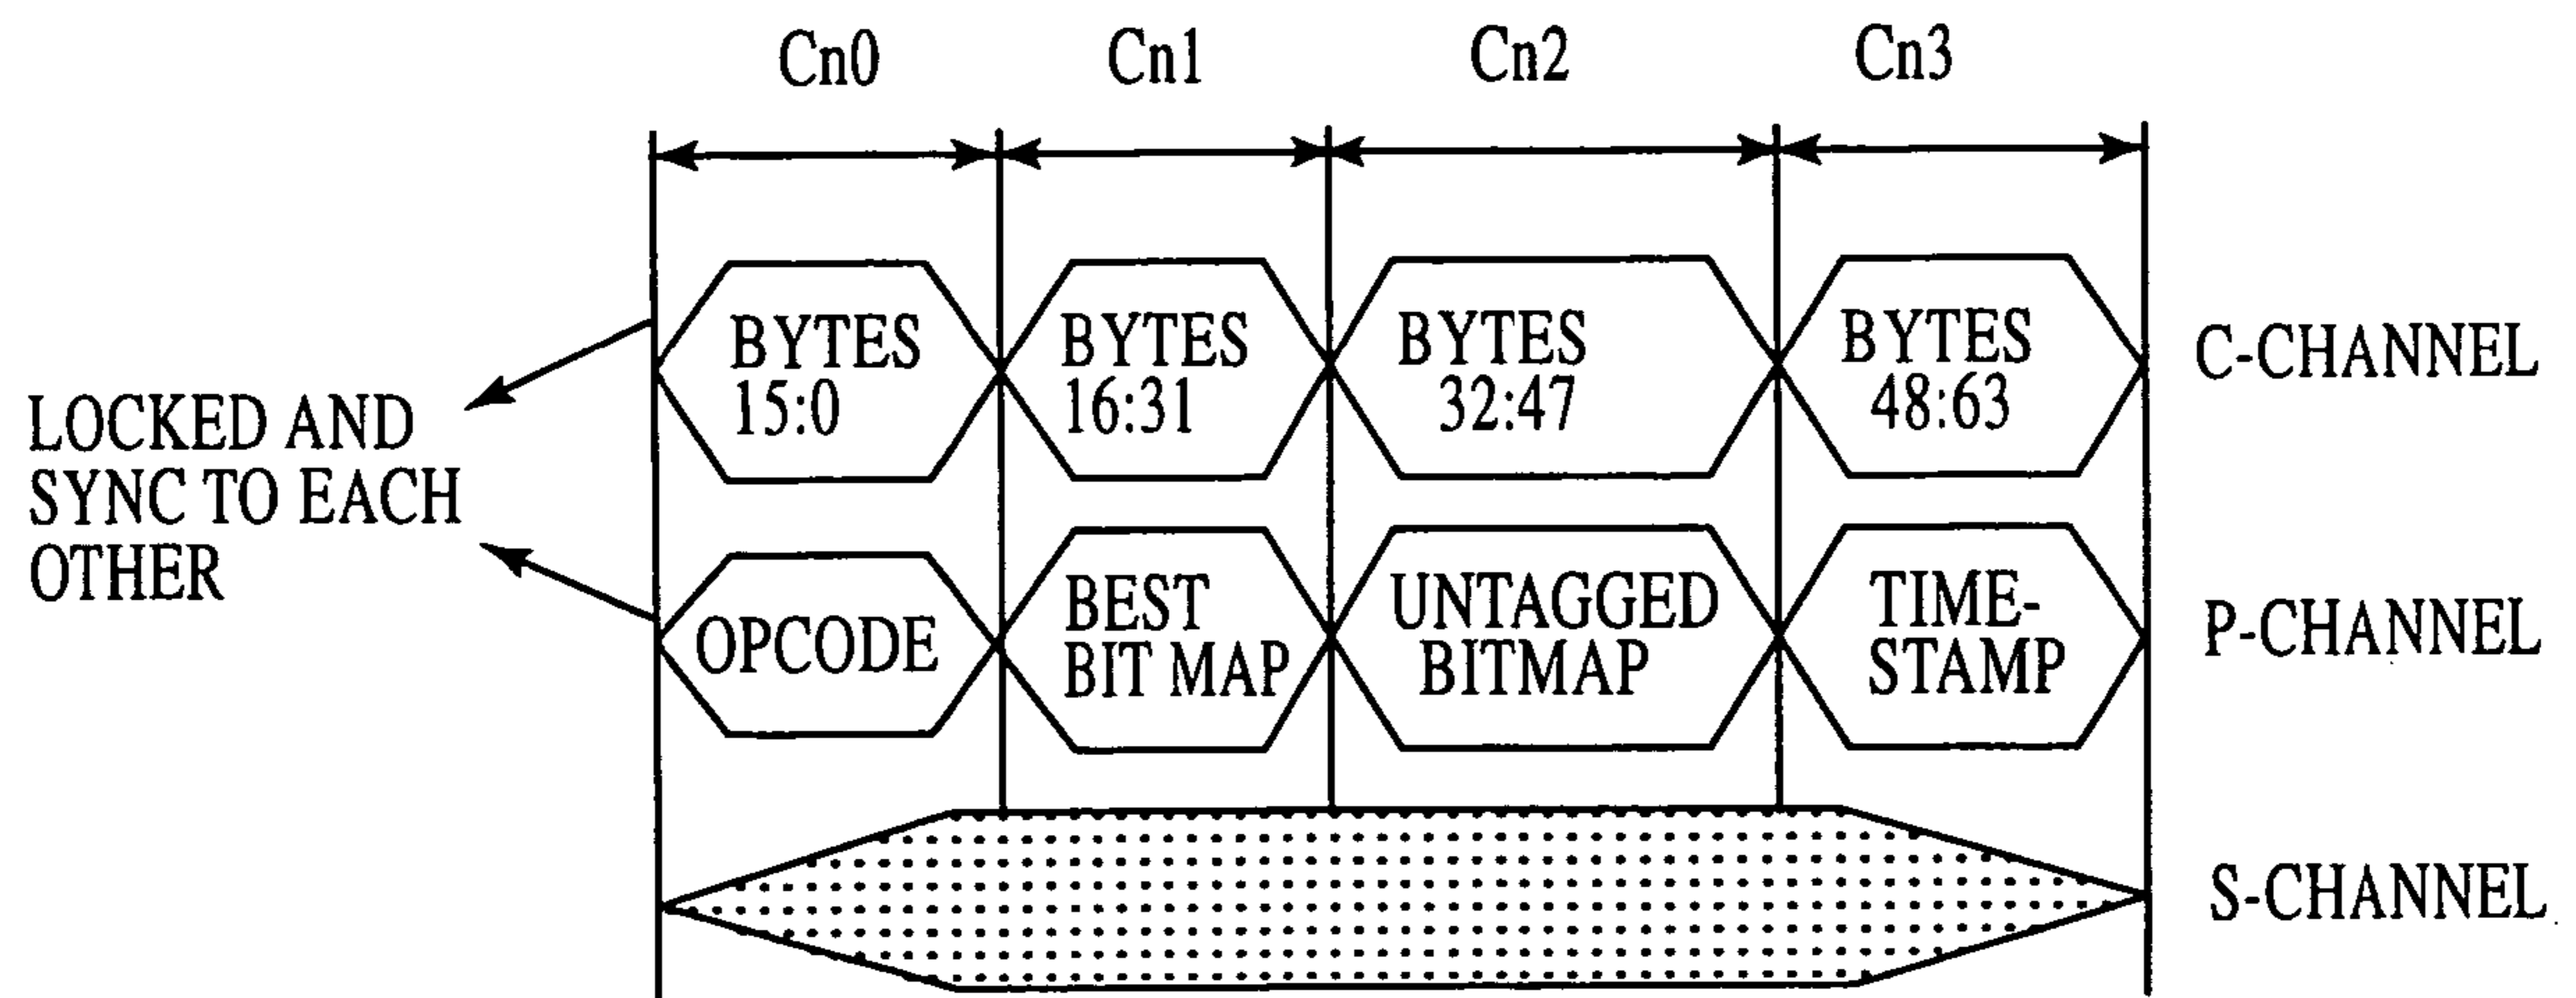 Cn0 Cn1 Cn2 Cn3
BYTES
15:0
BYTES
16:31
BYTES
32:47
BYTES
48:63
C-CHANNEL
LOCKED AND
SYNC TO EACH
OTHER
OPCODE
BEST
BIT MAP
UNTAGGED
BITMAP
TIME-
STAMP
P-CHANNEL
S-CHANNEL